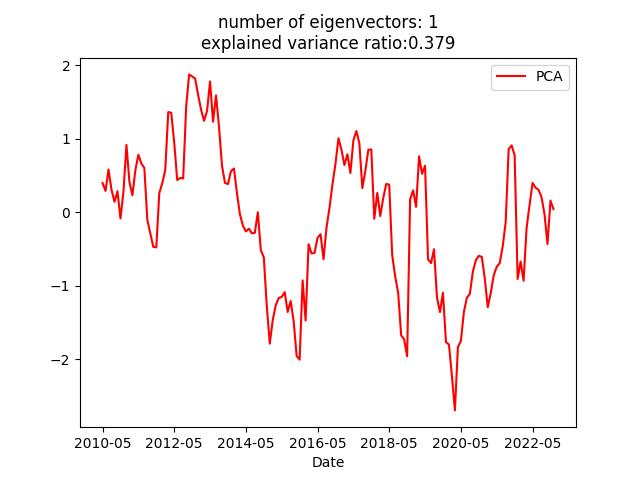 number of eigenvectors: 1
explained variance ratio:0.379
PCA
2
1
0
−1
−2
2010-05 2012-05 2014-05 2016-05 2018-05 2020-05 2022-05
Date